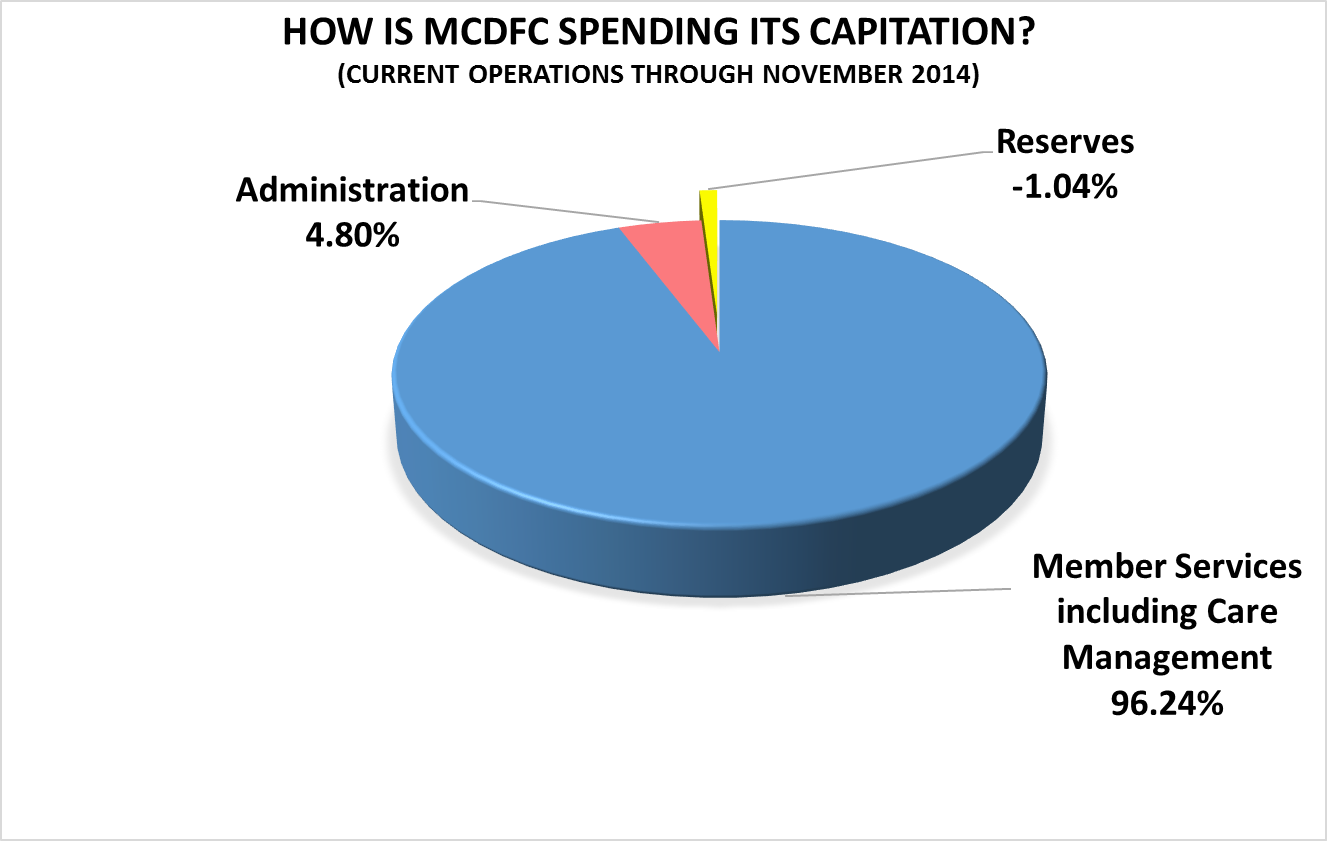 HOW IS MCDFC SPENDING ITS CAPITATION?
(CURRENT OPERATIONS THROUGH NOVEMBER 2014)
Reserves
-1.04%
Administration
4.80%
Member Services
including Care
Management
96.24%